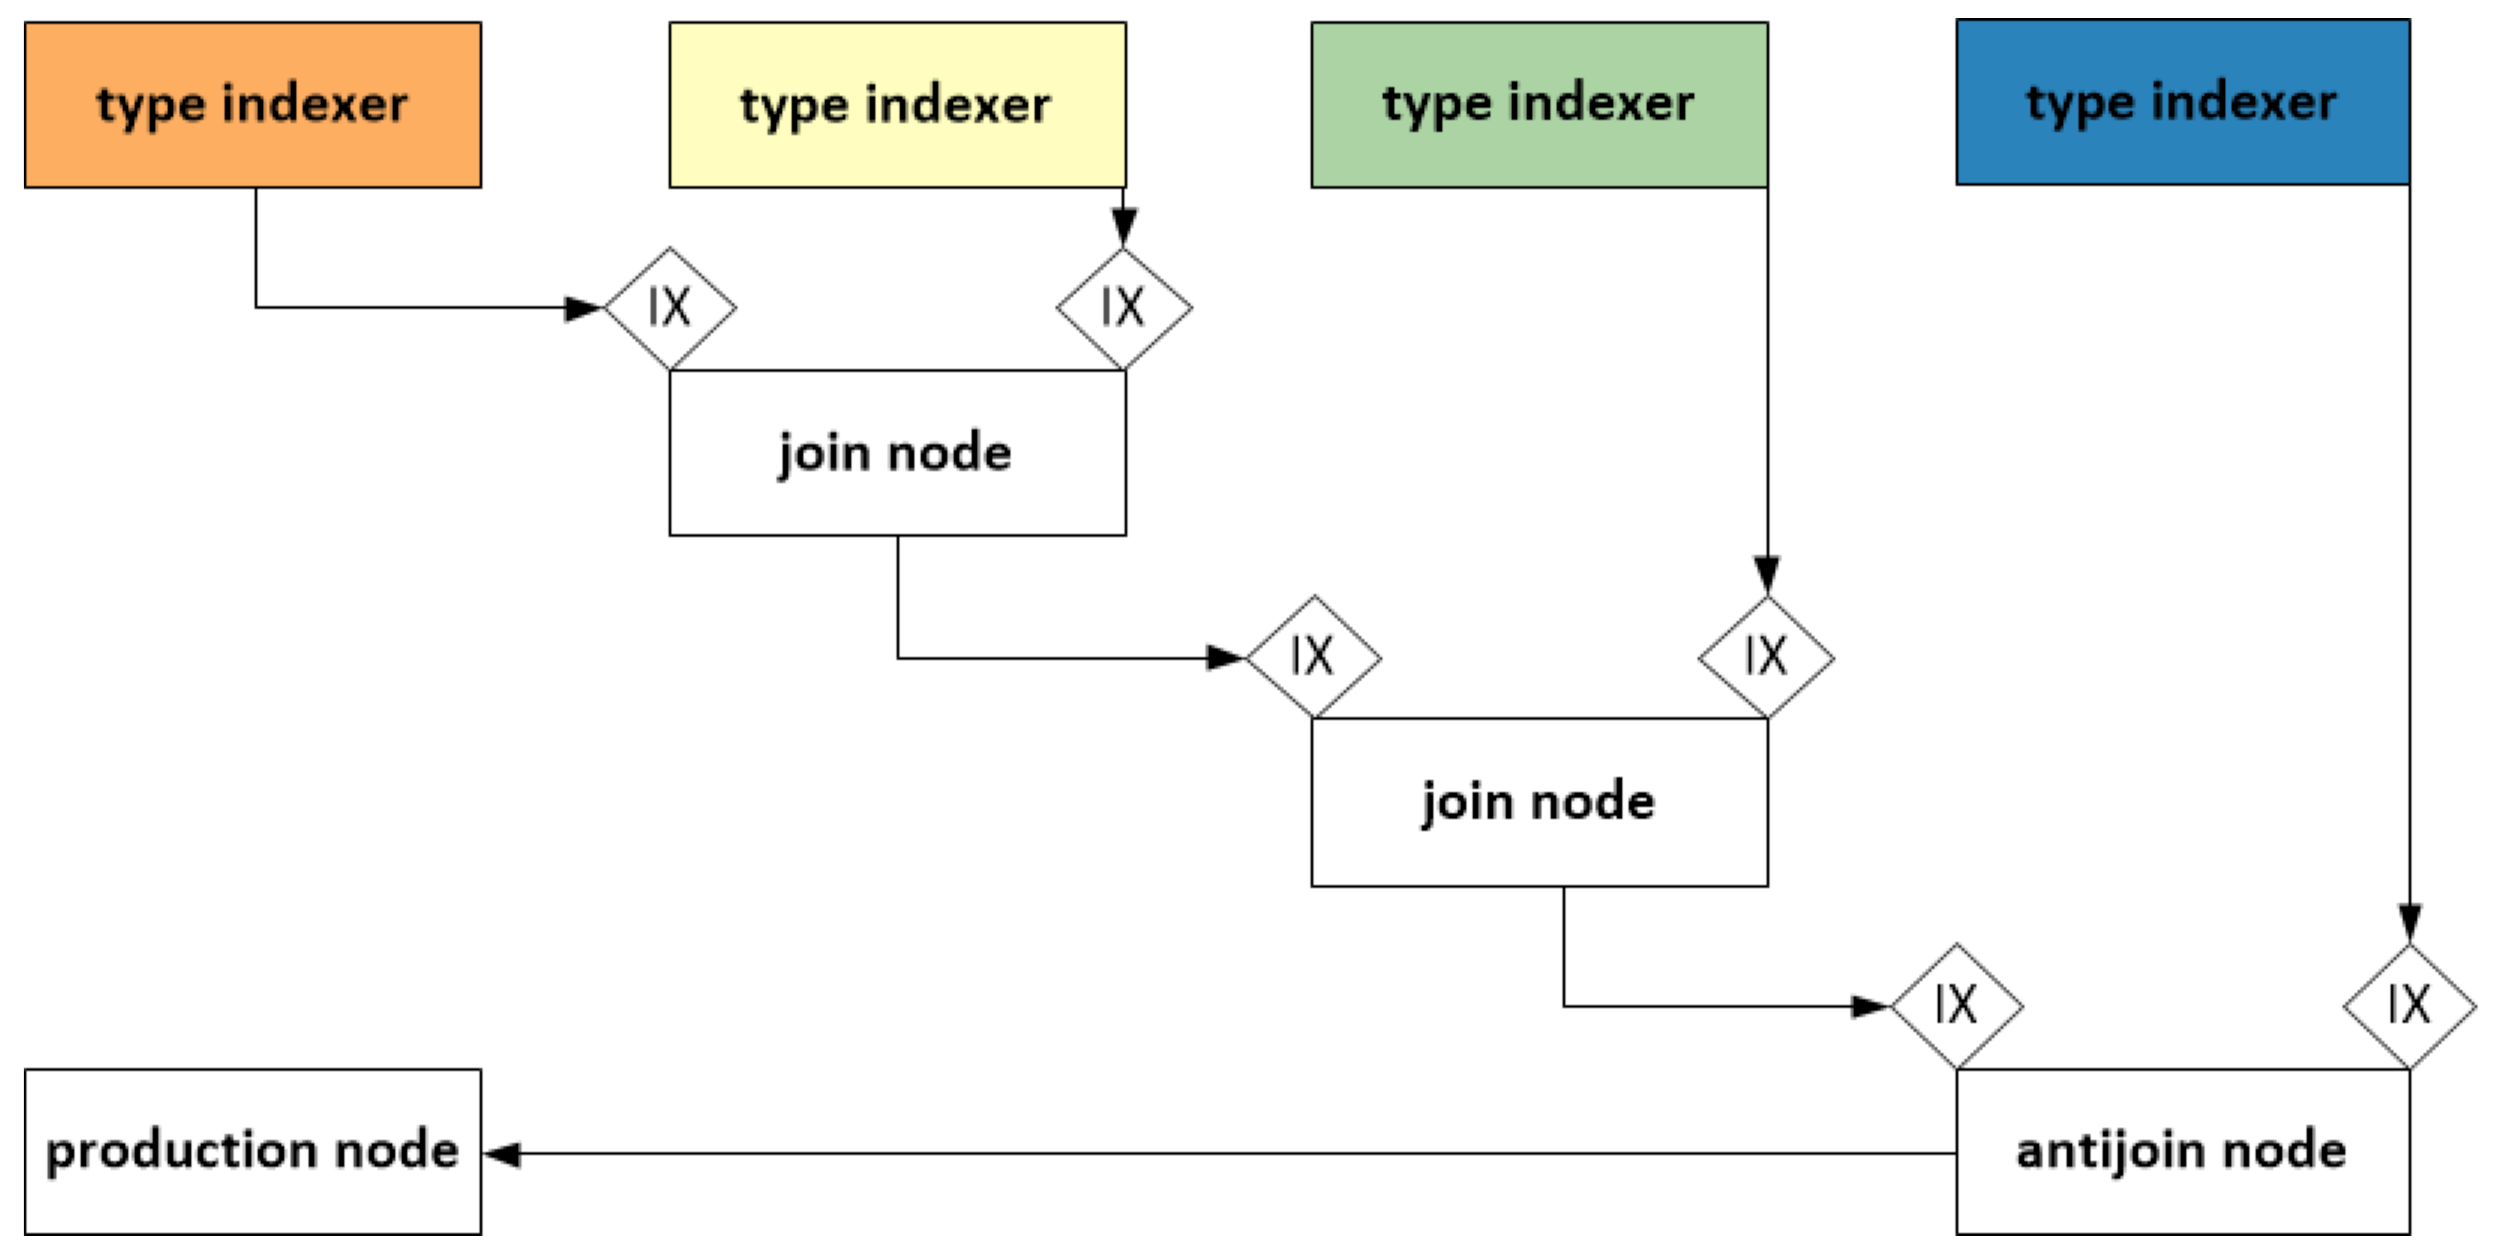 type indexer
type indexer
type indexer
type indexer
IX
IX
join node
IX
IX
join node
IX
IX
production node
antijoin node